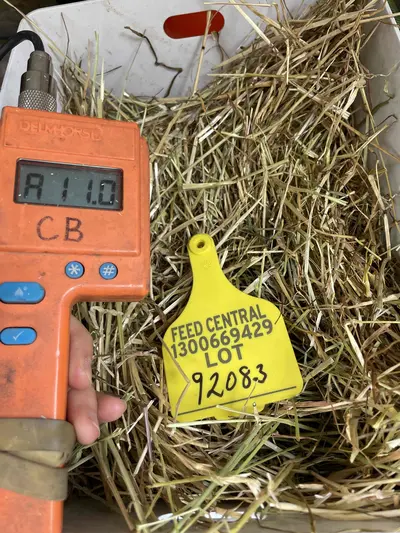 DELMHORST
A 11.0
CB
* #
FEED CENTRAL
1300669429
LOT
92083